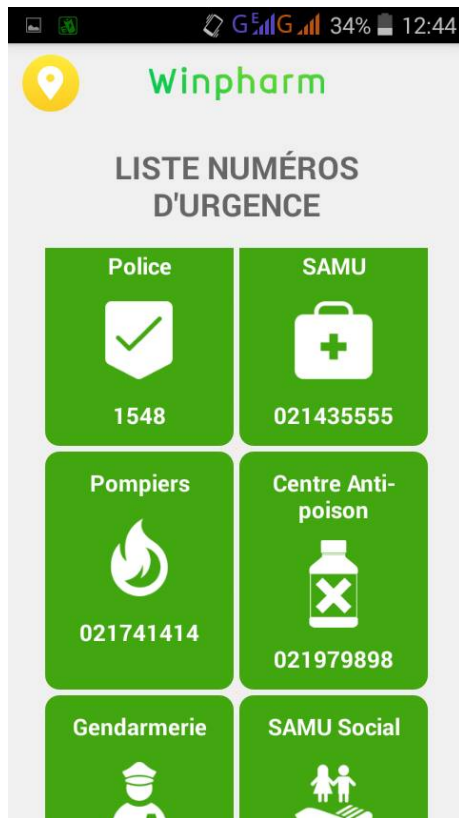 G E G 34% 12:44
Winpharm
LISTE NUMÉROS
D'URGENCE
Police
SAMU
1548
021435555
Pompiers
Centre Anti-
poison
021741414
021979898
Gendarmerie
SAMU Social